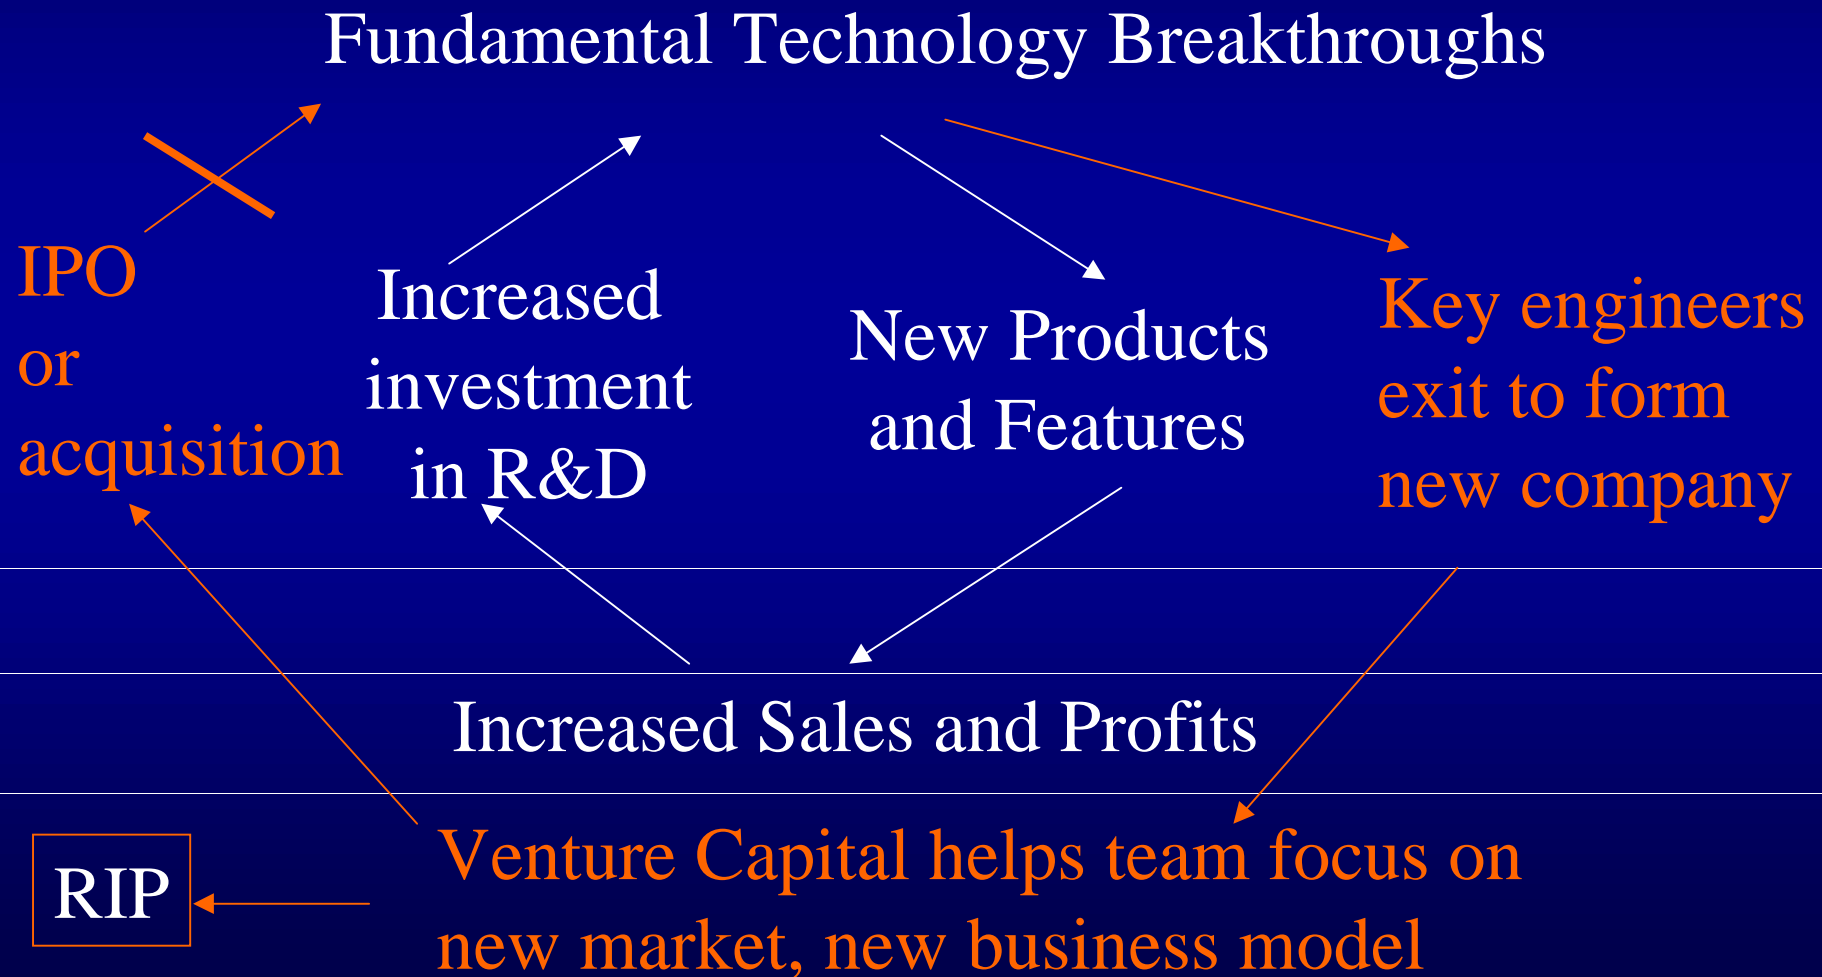 Fundamental Technology Breakthroughs
IPO
or
acquisition
Increased
investment
in R&D
New Products
and Features
Key engineers
exit to form
new company
Increased Sales and Profits
RIP
Venture Capital helps team focus on
new market, new business model